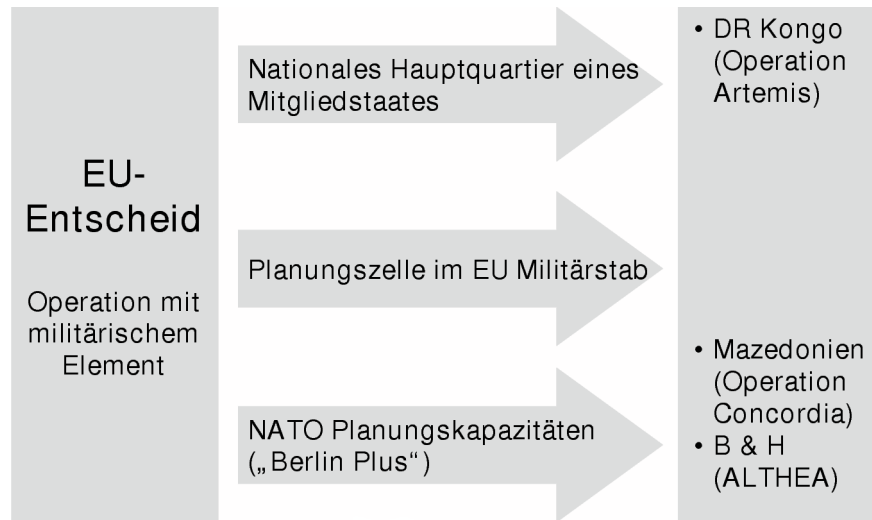 EU-
Entscheid
Operation mit
militärischem
Element
Nationales Hauptquartier eines
Mitgliedstaates
Planungszelle im EU Militärstab
NATO Planungskapazitäten
(„Berlin Plus“)
• DR Kongo
(Operation
Artemis)
• Mazedonien
(Operation
Concordia)
• B & H
(ALTHEA)